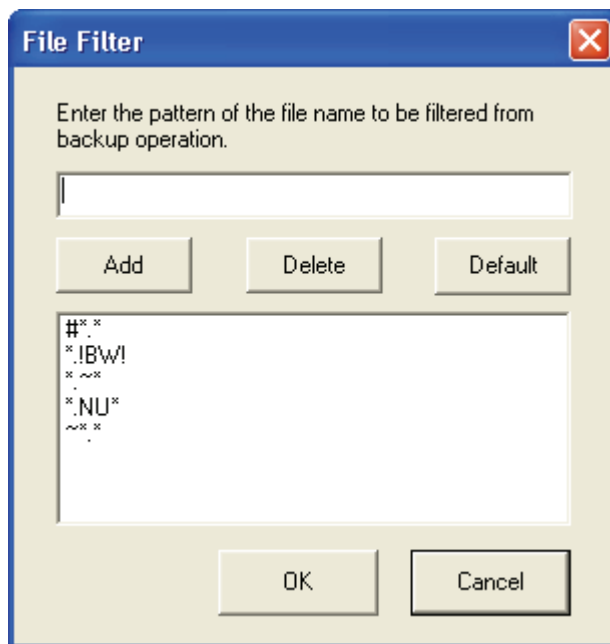 File Filter
Enter the pattern of the file name to be filtered from
backup operation.
Add Delete Default
#*.*
*.!BW!
*.~*
*.NU*
~*.*
OK Cancel